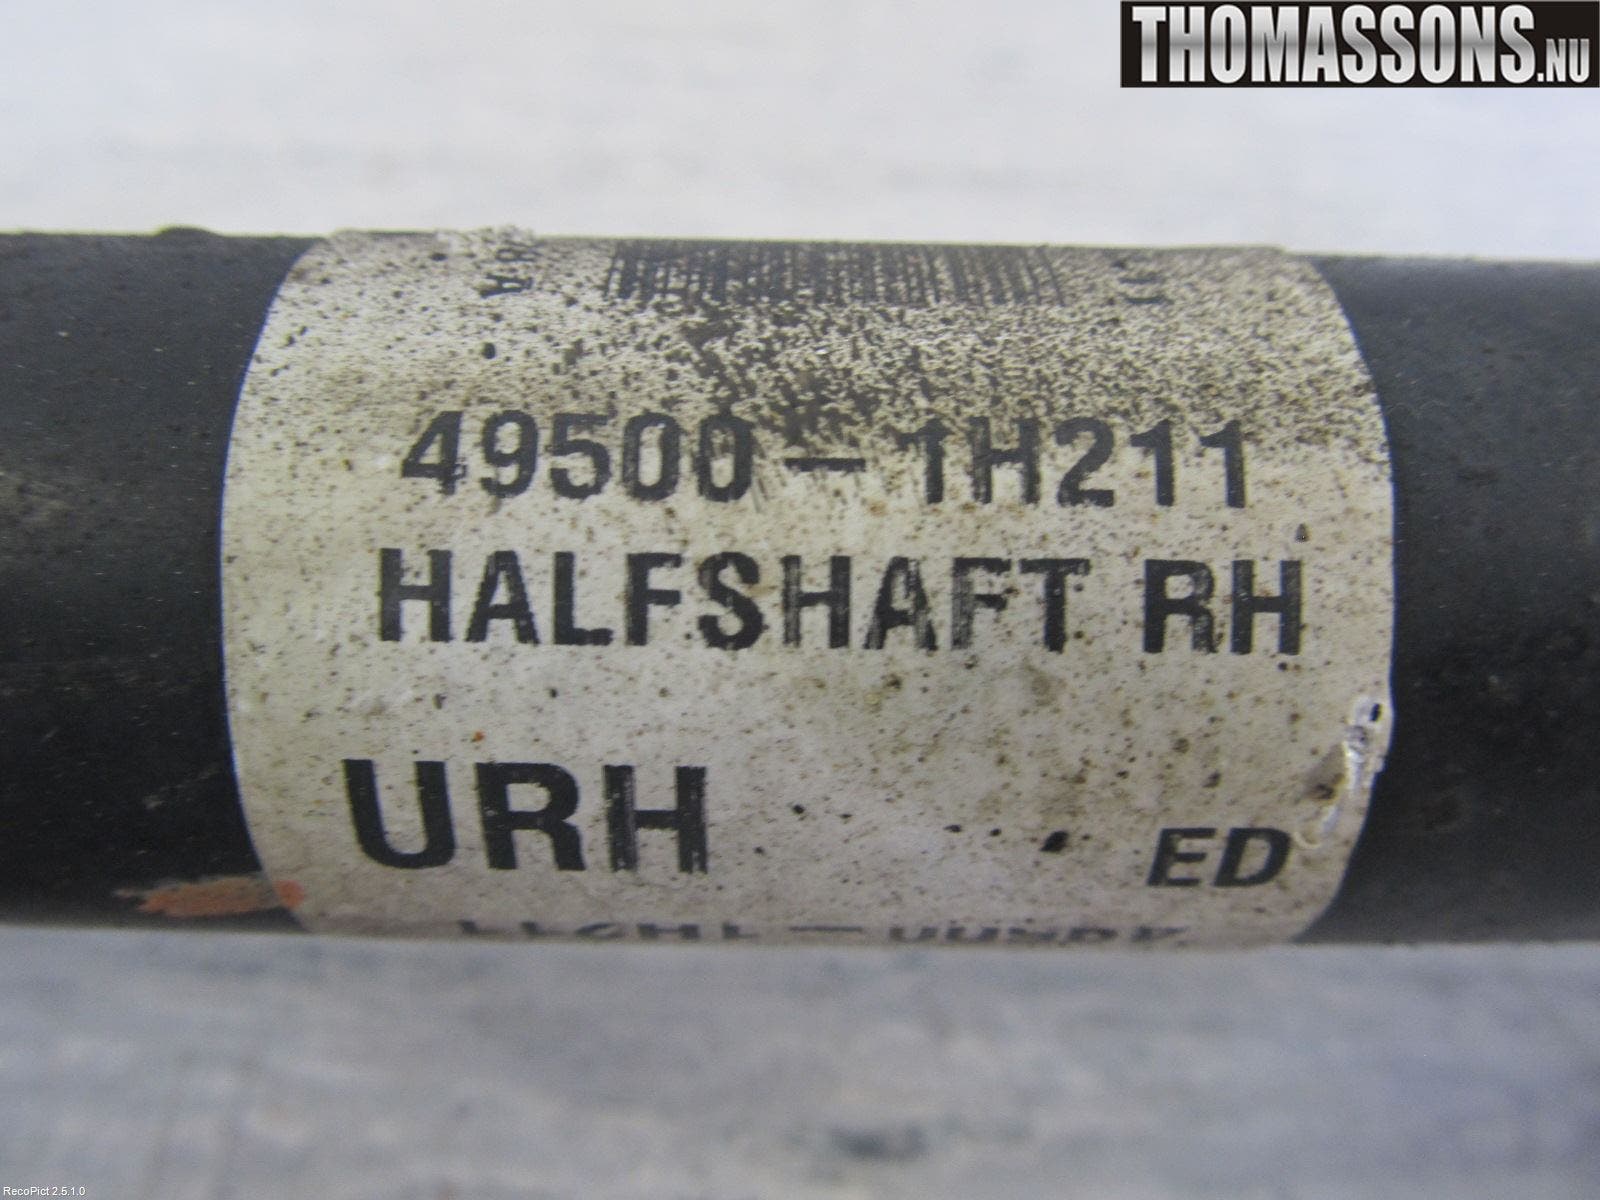 THOMASSONS.NU
49500-1H211
HALFSHAFT RH
URH ED
RecoPict 2.5.1.0